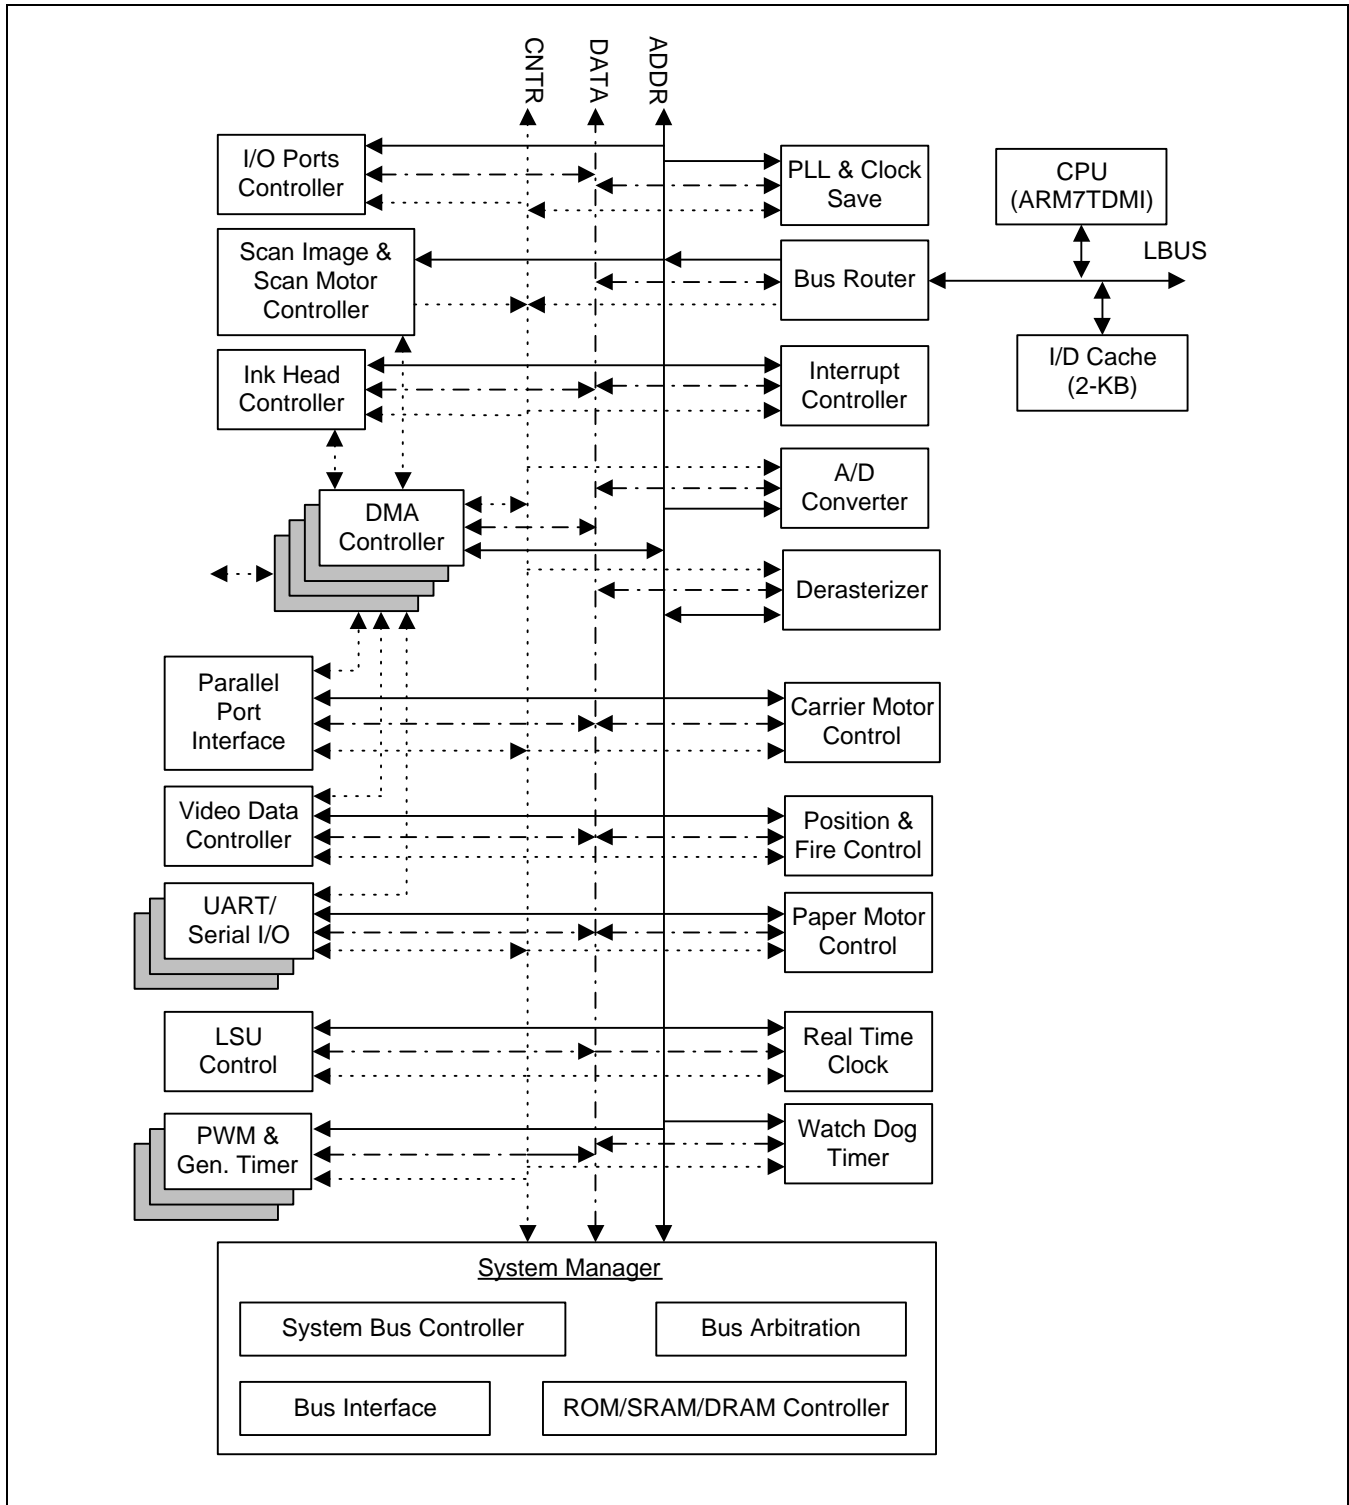 CNTR
DATA
ADDR
I/O Ports
Controller
PLL & Clock
Save
CPU
(ARM7TDMI)
Scan Image &
Scan Motor
Controller
Bus Router
LBUS
Ink Head
Controller
Interrupt
Controller
I/D Cache
(2-KB)
DMA
Controller
A/D
Converter
Derasterizer
Parallel
Port
Interface
Carrier Motor
Control
Video Data
Controller
Position &
Fire Control
UART/
Serial I/O
Paper Motor
Control
LSU
Control
Real Time
Clock
PWM &
Gen. Timer
Watch Dog
Timer
System Manager
System Bus Controller
Bus Arbitration
Bus Interface
ROM/SRAM/DRAM Controller